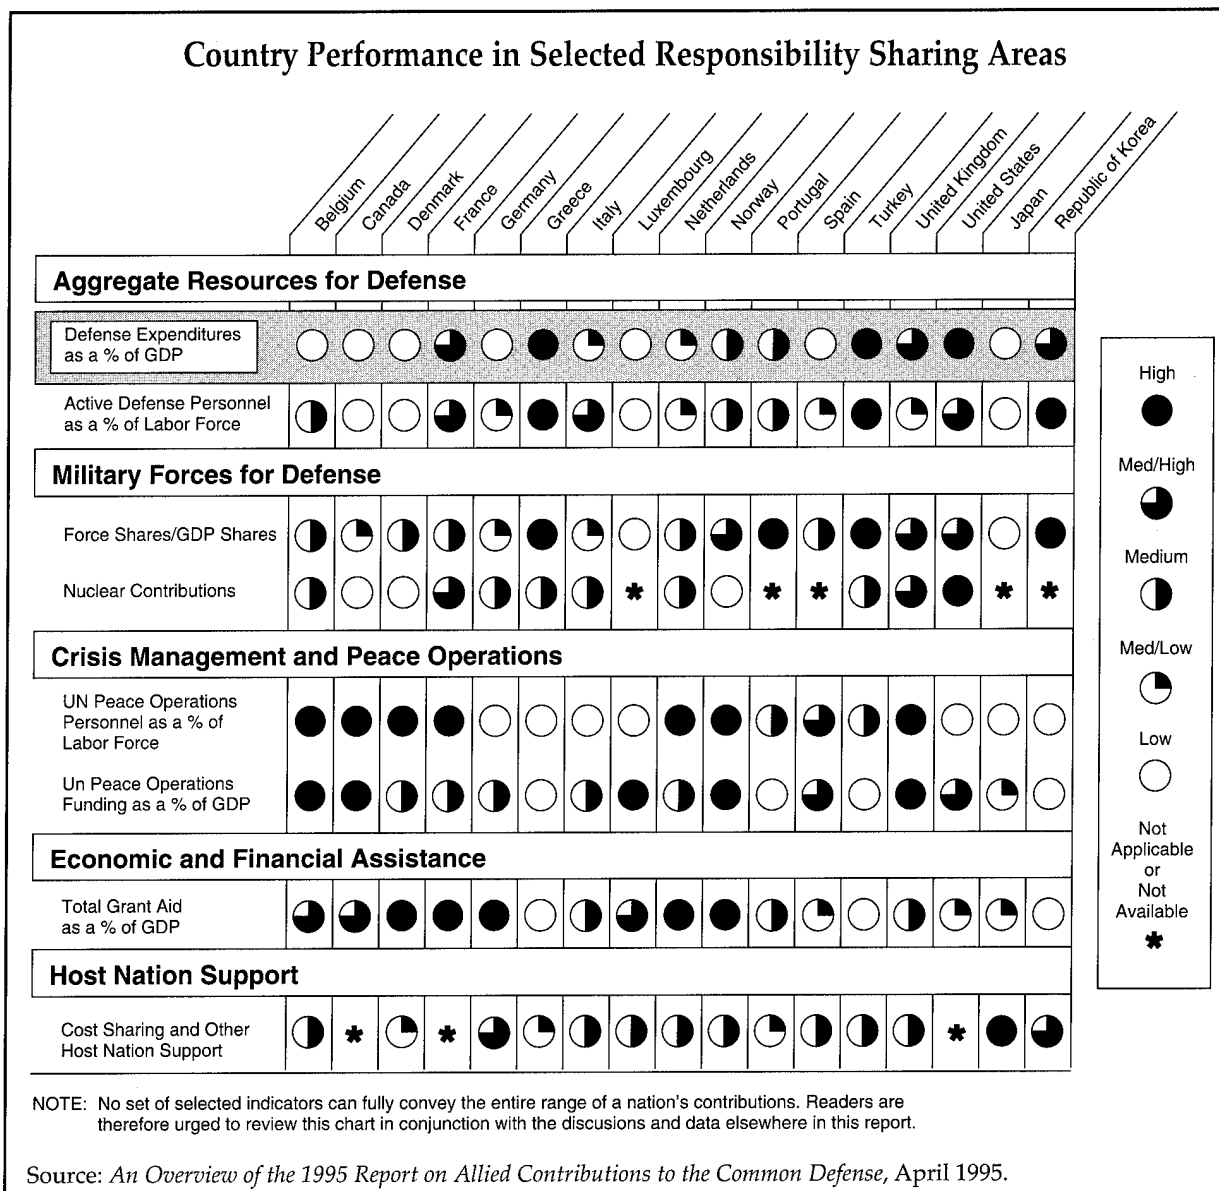 Country Performance in Selected Responsibility Sharing Areas
Belgium
Canada
Denmark
France
Germany
Greece
Italy
Luxembourg
Netherlands
Norway
Portugal
Spain
Turkey
United Kingdom
United States
Japan
Republic of Korea
Aggregate Resources for Defense
Defense Expenditures
as a % of GDP
Active Defense Personnel
as a % of Labor Force
Military Forces for Defense
Force Shares/GDP Shares
Nuclear Contributions
* * * * *
Crisis Management and Peace Operations
UN Peace Operations
Personnel as a % of
Labor Force
Un Peace Operations
Funding as a % of GDP
Economic and Financial Assistance
Total Grant Aid
as a % of GDP
Host Nation Support
Cost Sharing and Other
Host Nation Support
* * *
High
Med/High
Medium
Med/Low
Low
Not
Applicable
or
Not
Available
*
NOTE: No set of selected indicators can fully convey the entire range of a nation's contributions. Readers are
therefore urged to review this chart in conjunction with the discussions and data elsewhere in this report.
Source: An Overview of the 1995 Report on Allied Contributions to the Common Defense, April 1995.